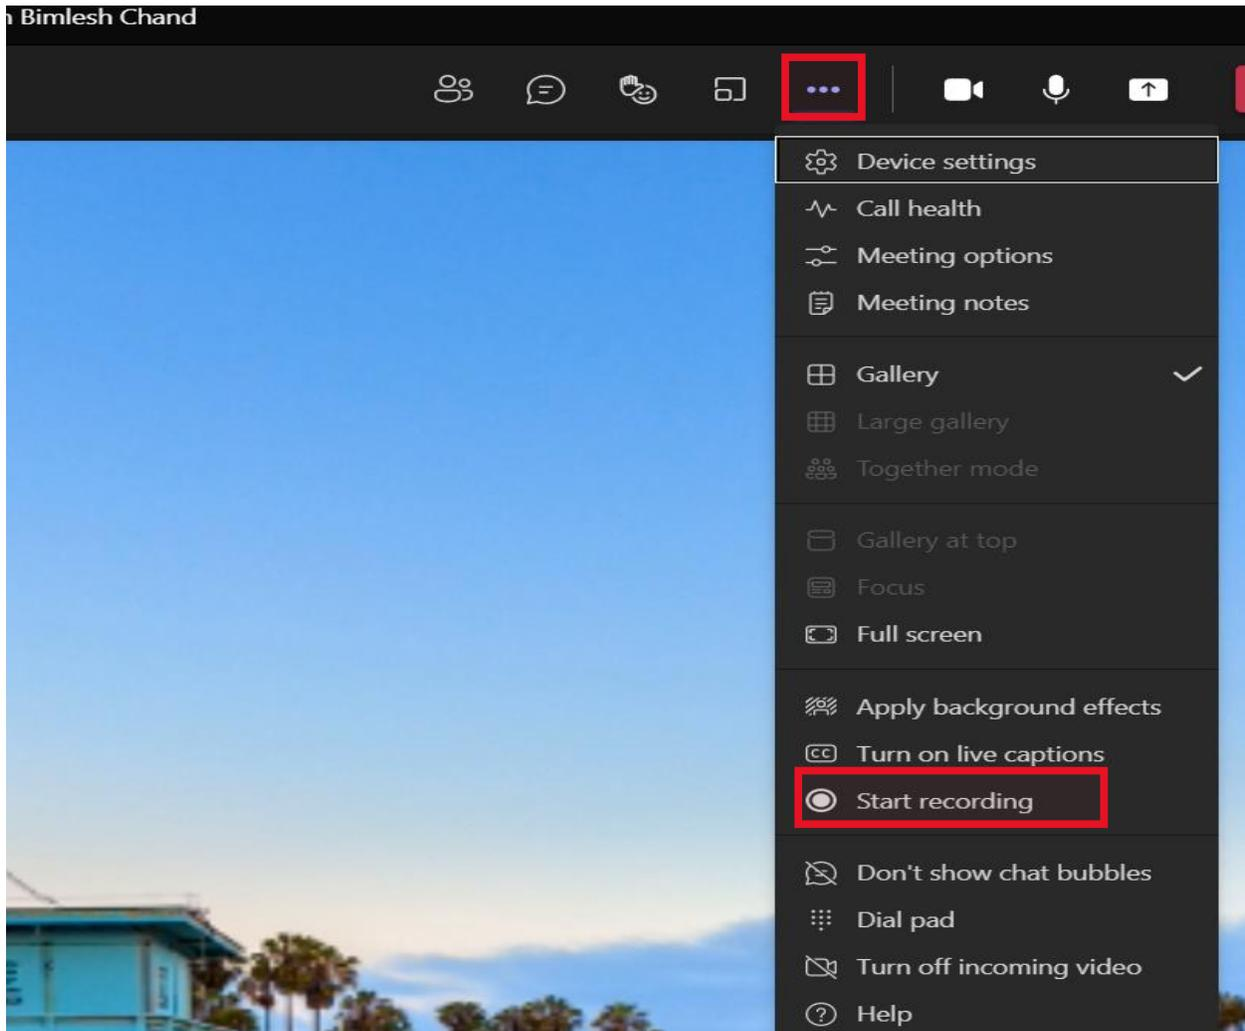 Bimlesh Chand
Device settings
Call health
Meeting options
Meeting notes
Gallery
Large gallery
Together mode
Gallery at top
Focus
Full screen
Apply background effects
CC Turn on live captions
Start recording
Don't show chat bubbles
Dial pad
Turn off incoming video
Help